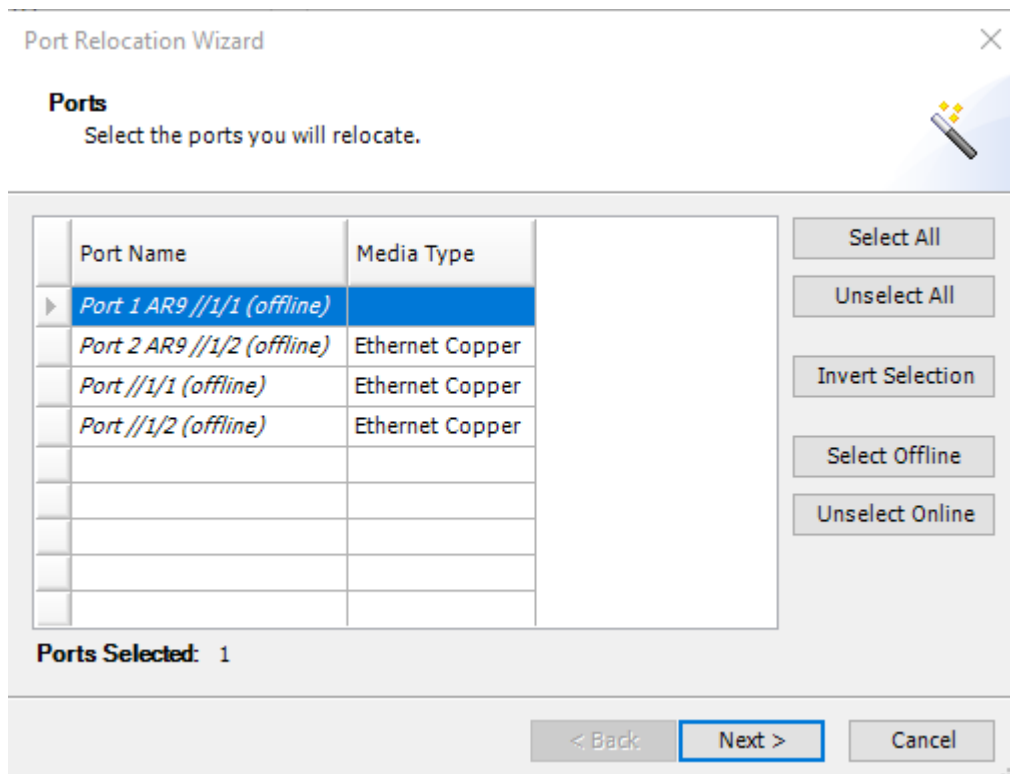 Port Relocation Wizard
Ports
Select the ports you will relocate.
Port Name Media Type
Port 1 AR9 //1/1 (offline)
Port 2 AR9 //1/2 (offline) Ethernet Copper
Port //1/1 (offline) Ethernet Copper
Port //1/2 (offline) Ethernet Copper
Select All
Unselect All
Invert Selection
Select Offline
Unselect Online
Ports Selected: 1
< Back Next > Cancel